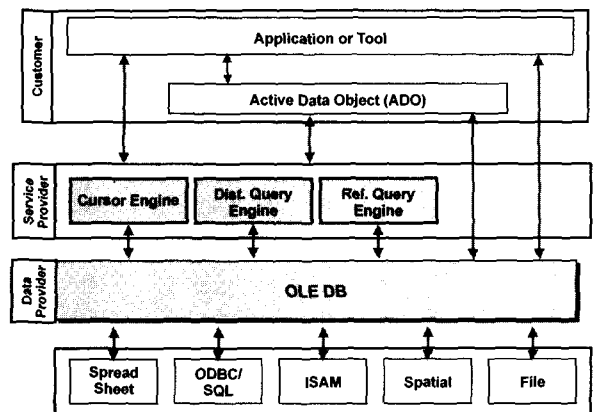 Customer
Application or Tool
Active Data Object (ADO)
Service
Provider
Cursor Engine
Dist. Query
Engine
Rel. Query
Engine
Data
Provider
OLE DB
Spread
Sheet
ODBC/
SQL
ISAM
Spatial
File